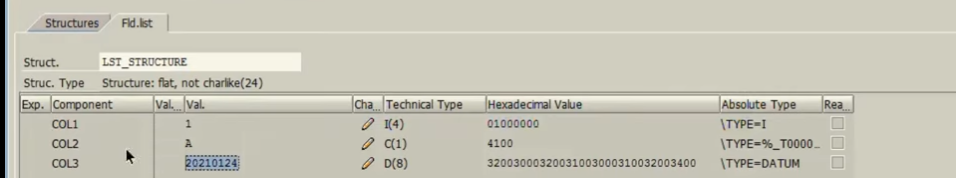 Structures Fld.list
Struct. LST_STRUCTURE
Struc. Type Structure: flat, not charlike(24)
Exp. Component Val... Val. Cha... Technical Type Hexadecimal Value Absolute Type Rea...
COL1 1 I(4) 01000000 \TYPE=I
COL2 A C(1) 4100 \TYPE=%_T0000...
COL3 20210124 D(8) 32003000320031003000310032003400 \TYPE=DATUM